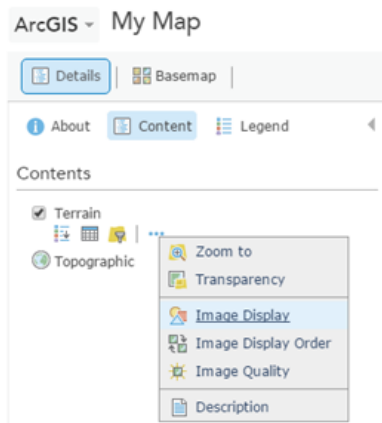 ArcGIS My Map
Details Basemap
About Content Legend
Contents
Terrain
Topographic
Zoom to
Transparency
Image Display
Image Display Order
Image Quality
Description